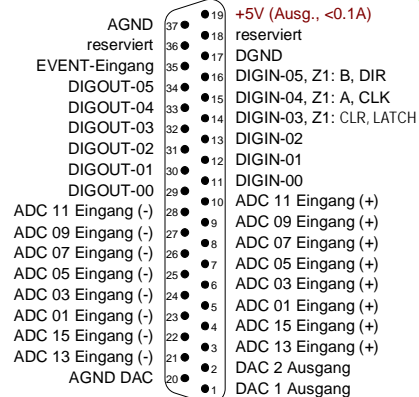 19 +5V (Ausg., <0.1A)
AGND 37
18 reserviert
reserviert 36
17 DGND
EVENT-Eingang 35
16 DIGIN-05, Z1: B, DIR
DIGOUT-05 34
15 DIGIN-04, Z1: A, CLK
DIGOUT-04 33
14 DIGIN-03, Z1: CLR, LATCH
DIGOUT-03 32
13 DIGIN-02
DIGOUT-02 31
12 DIGIN-01
DIGOUT-01 30
11 DIGIN-00
DIGOUT-00 29
10 ADC 11 Eingang (+)
ADC 11 Eingang (-) 28
9 ADC 09 Eingang (+)
ADC 09 Eingang (-) 27
8 ADC 07 Eingang (+)
ADC 07 Eingang (-) 26
7 ADC 05 Eingang (+)
ADC 05 Eingang (-) 25
6 ADC 03 Eingang (+)
ADC 03 Eingang (-) 24
5 ADC 01 Eingang (+)
ADC 01 Eingang (-) 23
4 ADC 15 Eingang (+)
ADC 15 Eingang (-) 22
3 ADC 13 Eingang (+)
ADC 13 Eingang (-) 21
2 DAC 2 Ausgang
AGND DAC 20
1 DAC 1 Ausgang